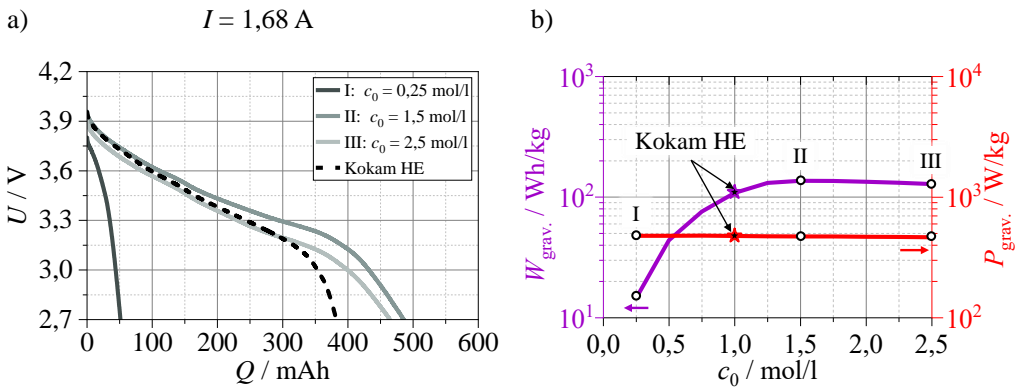 a)
I = 1,68 A
U / V
4,2
3,9
3,6
3,3
3,0
2,7
0 100 200 300 400 500 600
Q / mAh
I: c₀ = 0,25 mol/l
II: c₀ = 1,5 mol/l
III: c₀ = 2,5 mol/l
Kokam HE
b)
W_grav. / Wh/kg
10³
10²
10¹
Kokam HE
I
II
III
0,0 0,5 1,0 1,5 2,0 2,5
c₀ / mol/l
10⁴
10³
10²
P_grav. / W/kg